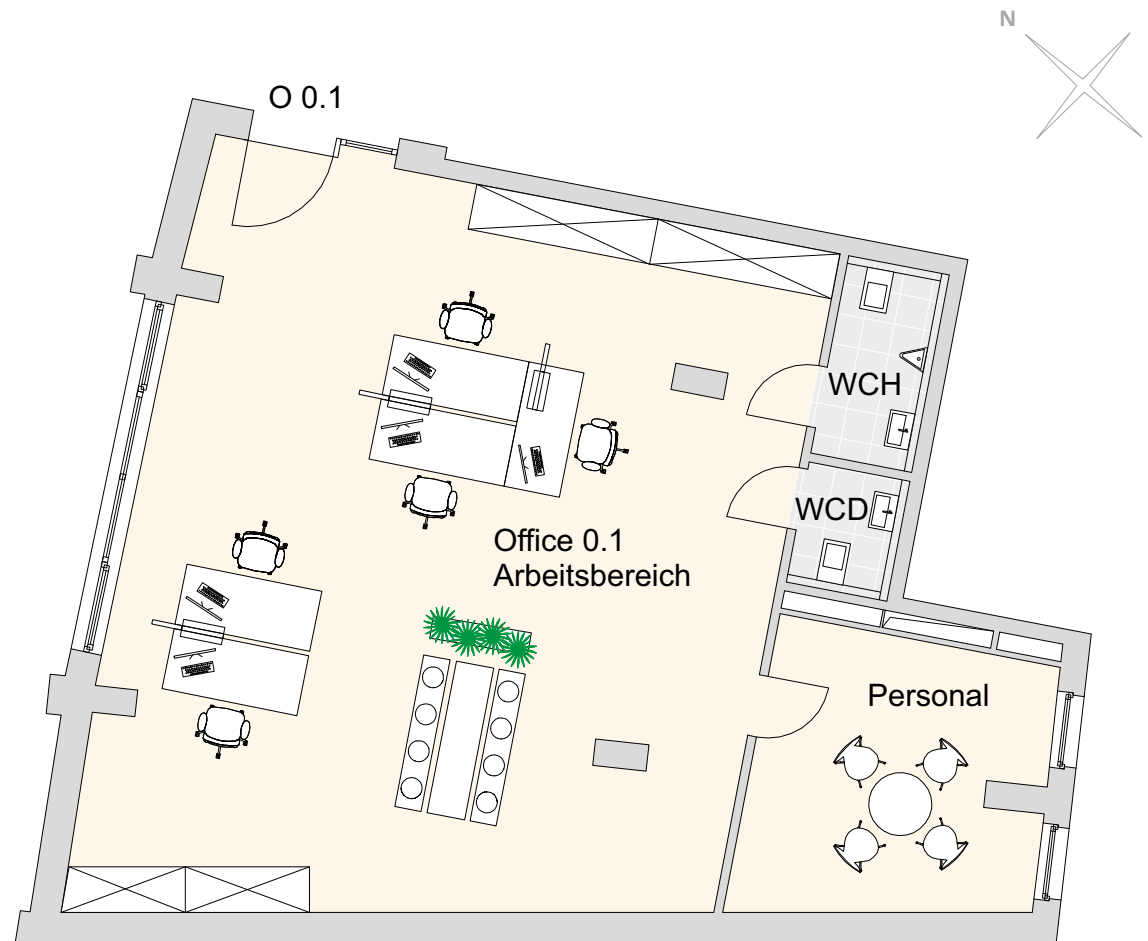 N
O 0.1
WCH
WCD
Office 0.1
Arbeitsbereich
Personal